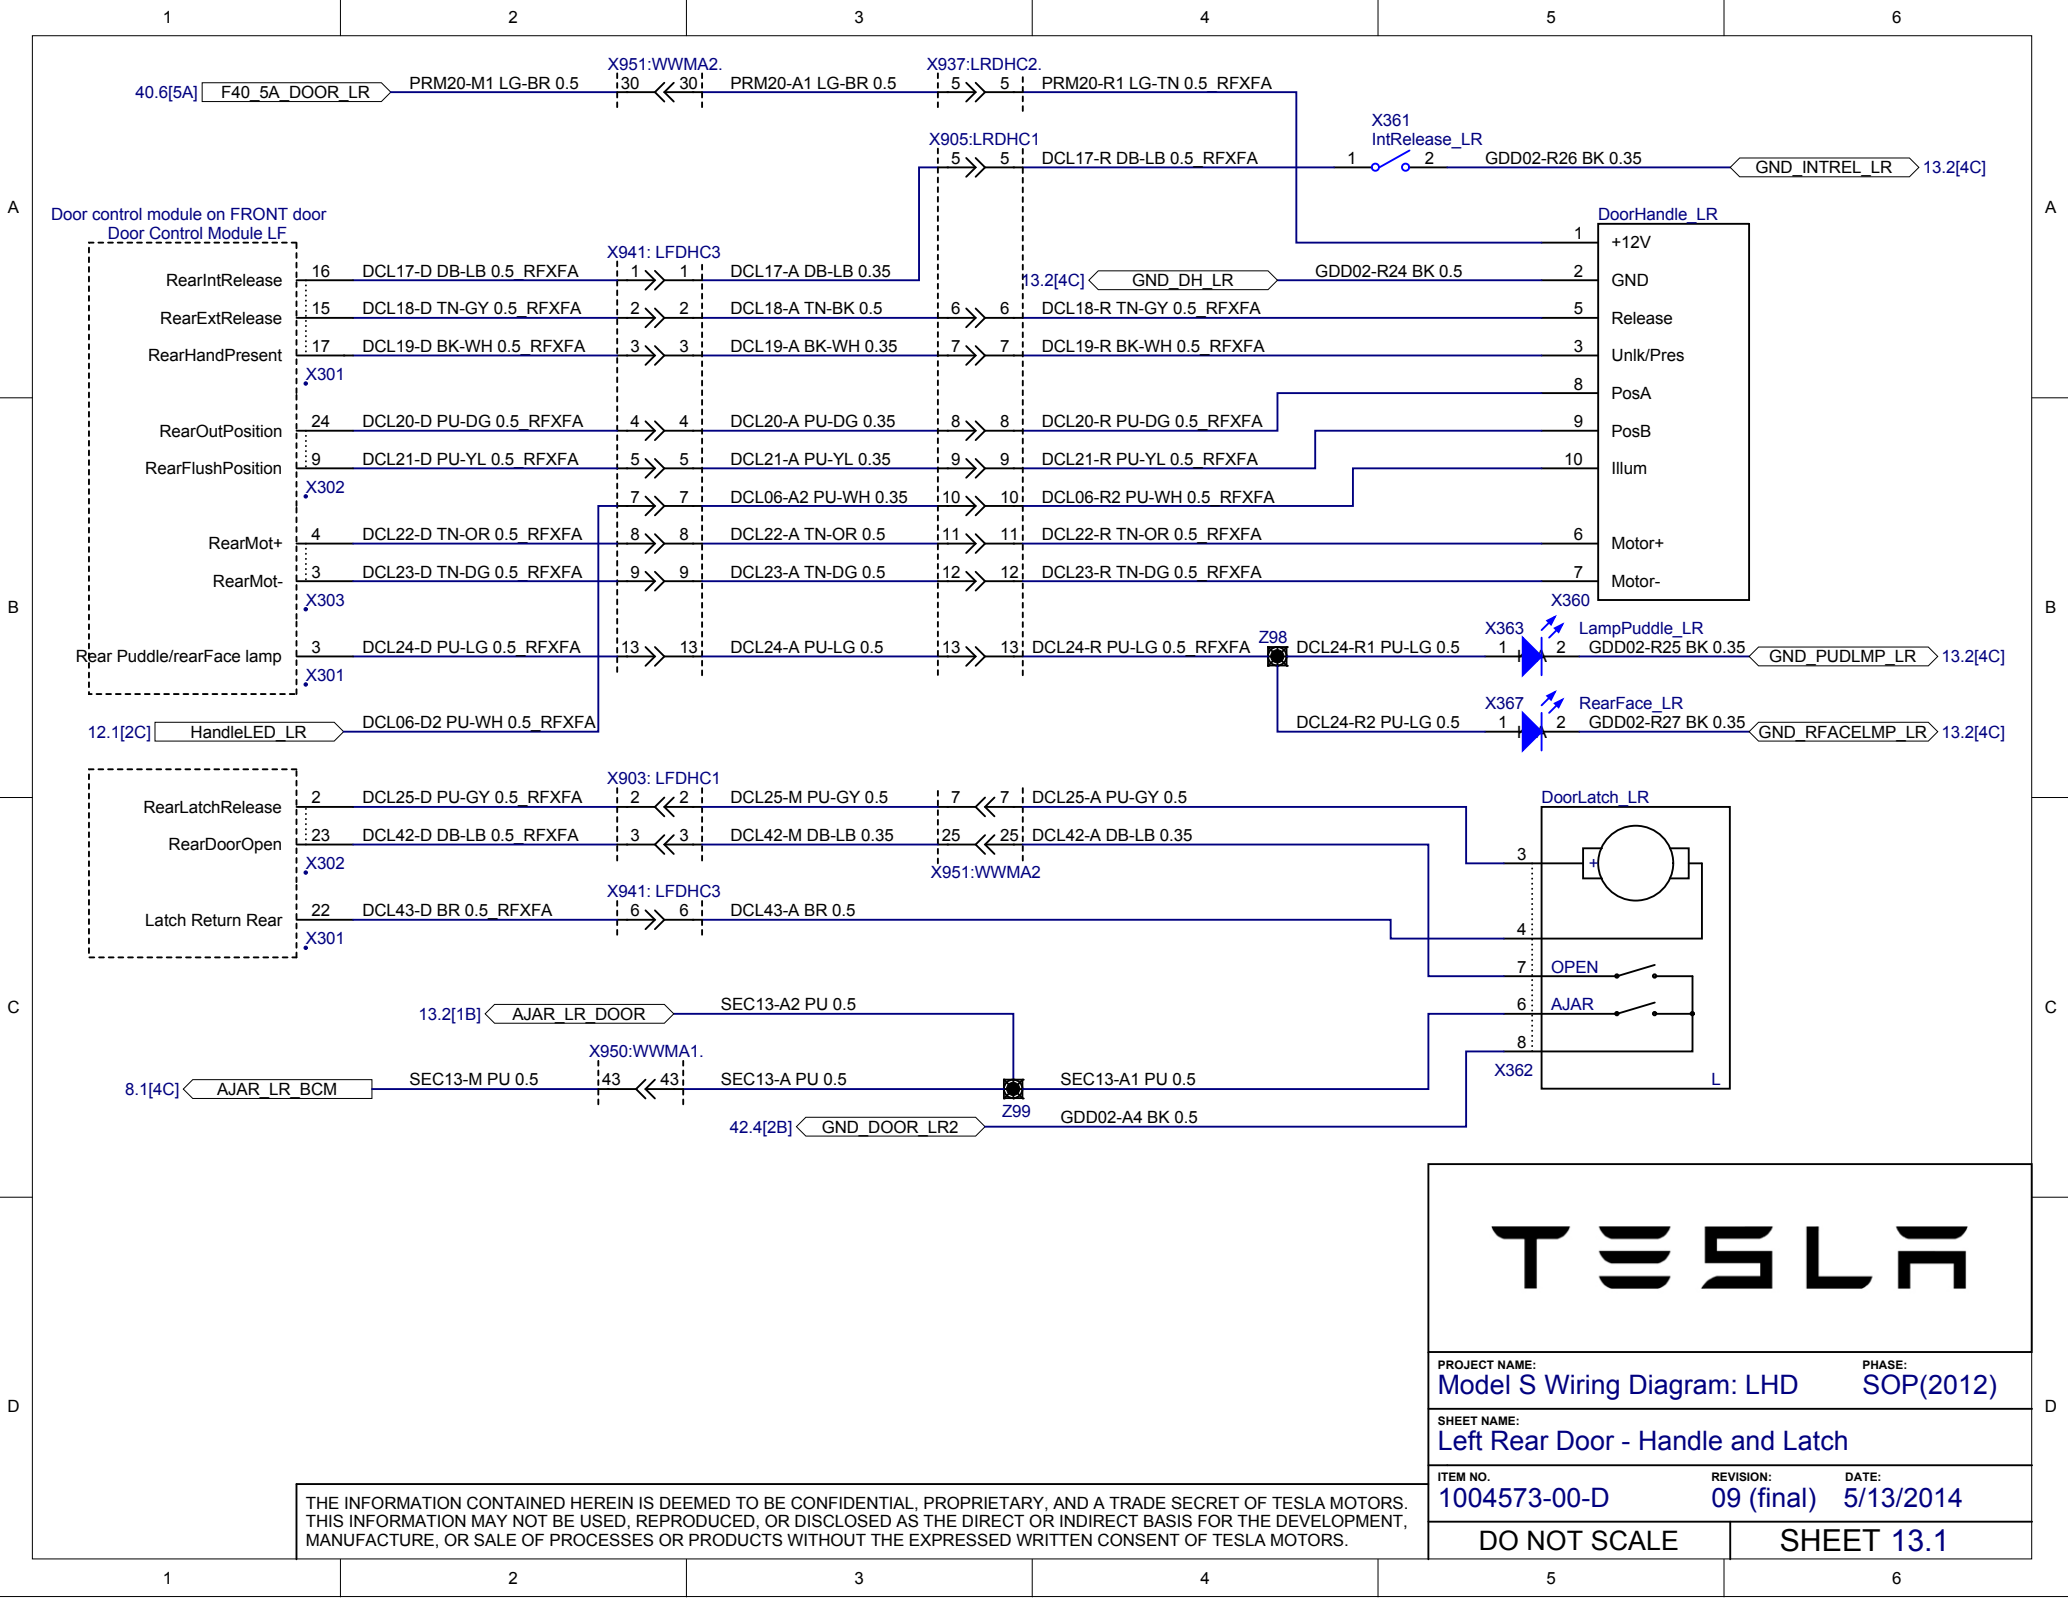 1 2 3 4 5 6
X951:WWMA2. X937:LRDHC2.
40.6[5A] F40_5A_DOOR_LR PRM20-M1 LG-BR 0.5 30 30 PRM20-A1 LG-BR 0.5 5 5 PRM20-R1 LG-TN 0.5_RFXFA
X361
X905:LRDHC1 IntRelease_LR
5 5 DCL17-R DB-LB 0.5_RFXFA 1 2 GDD02-R26 BK 0.35 GND_INTREL_LR 13.2[4C]
A A
Door control module on FRONT door DoorHandle_LR
Door Control Module LF
1 +12V
X941: LFDHC3
RearIntRelease 16 DCL17-D DB-LB 0.5_RFXFA 1 1 DCL17-A DB-LB 0.35 13.2[4C] GND_DH_LR GDD02-R24 BK 0.5 2 GND
RearExtRelease 15 DCL18-D TN-GY 0.5_RFXFA 2 2 DCL18-A TN-BK 0.5 6 6 DCL18-R TN-GY 0.5_RFXFA 5 Release
RearHandPresent 17 DCL19-D BK-WH 0.5_RFXFA 3 3 DCL19-A BK-WH 0.35 7 7 DCL19-R BK-WH 0.5_RFXFA 3 Unlk/Pres
X301
8 PosA
RearOutPosition 24 DCL20-D PU-DG 0.5_RFXFA 4 4 DCL20-A PU-DG 0.35 8 8 DCL20-R PU-DG 0.5_RFXFA 9 PosB
RearFlushPosition 9 DCL21-D PU-YL 0.5_RFXFA 5 5 DCL21-A PU-YL 0.35 9 9 DCL21-R PU-YL 0.5_RFXFA 10 Illum
X302
7 7 DCL06-A2 PU-WH 0.35 10 10 DCL06-R2 PU-WH 0.5_RFXFA
RearMot+ 4 DCL22-D TN-OR 0.5_RFXFA 8 8 DCL22-A TN-OR 0.5 11 11 DCL22-R TN-OR 0.5_RFXFA 6 Motor+
RearMot- 3 DCL23-D TN-DG 0.5_RFXFA 9 9 DCL23-A TN-DG 0.5 12 12 DCL23-R TN-DG 0.5_RFXFA 7 Motor-
X303 X360
B B
Z98 X363 LampPuddle_LR
Rear Puddle/rearFace lamp 3 DCL24-D PU-LG 0.5_RFXFA 13 13 DCL24-A PU-LG 0.5 13 13 DCL24-R PU-LG 0.5_RFXFA DCL24-R1 PU-LG 0.5 1 2 GDD02-R25 BK 0.35 GND_PUDLMP_LR 13.2[4C]
X301
X367 RearFace_LR
12.1[2C] HandleLED_LR DCL06-D2 PU-WH 0.5_RFXFA DCL24-R2 PU-LG 0.5 1 2 GDD02-R27 BK 0.35 GND_RFACELMP_LR 13.2[4C]
X903: LFDHC1
RearLatchRelease 2 DCL25-D PU-GY 0.5_RFXFA 2 2 DCL25-M PU-GY 0.5 7 7 DCL25-A PU-GY 0.5 DoorLatch_LR
RearDoorOpen 23 DCL42-D DB-LB 0.5_RFXFA 3 3 DCL42-M DB-LB 0.35 25 25 DCL42-A DB-LB 0.35
X302 X951:WWMA2 3 +
X941: LFDHC3
Latch Return Rear 22 DCL43-D BR 0.5_RFXFA 6 6 DCL43-A BR 0.5
X301 4
7 OPEN
C C
13.2[1B] AJAR_LR_DOOR SEC13-A2 PU 0.5 6 AJAR
X950:WWMA1. 8
X362
8.1[4C] AJAR_LR_BCM SEC13-M PU 0.5 43 43 SEC13-A PU 0.5 SEC13-A1 PU 0.5 L
Z99
42.4[2B] GND_DOOR_LR2 GDD02-A4 BK 0.5
TESLA
PROJECT NAME: PHASE:
Model S Wiring Diagram: LHD SOP(2012)
D D
SHEET NAME:
Left Rear Door - Handle and Latch
ITEM NO. REVISION: DATE:
1004573-00-D 09 (final) 5/13/2014
DO NOT SCALE SHEET 13.1
THE INFORMATION CONTAINED HEREIN IS DEEMED TO BE CONFIDENTIAL, PROPRIETARY, AND A TRADE SECRET OF TESLA MOTORS.
THIS INFORMATION MAY NOT BE USED, REPRODUCED, OR DISCLOSED AS THE DIRECT OR INDIRECT BASIS FOR THE DEVELOPMENT,
MANUFACTURE, OR SALE OF PROCESSES OR PRODUCTS WITHOUT THE EXPRESSED WRITTEN CONSENT OF TESLA MOTORS.
1 2 3 4 5 6